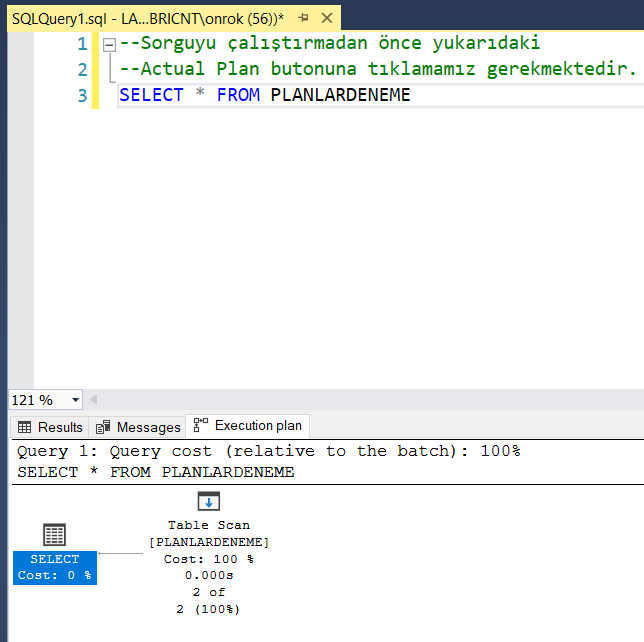 SQLQuery1.sql - LA...BRICNT\onrok (56))*
1 --Sorguyu çalıştırmadan önce yukarıdaki
2 --Actual Plan butonuna tıklamamız gerekmektedir.
3 SELECT * FROM PLANLARDENEME
121 %
Results Messages Execution plan
Query 1: Query cost (relative to the batch): 100%
SELECT * FROM PLANLARDENEME
SELECT
Cost: 0 %
Table Scan
[PLANLARDENEME]
Cost: 100 %
0.000s
2 of
2 (100%)